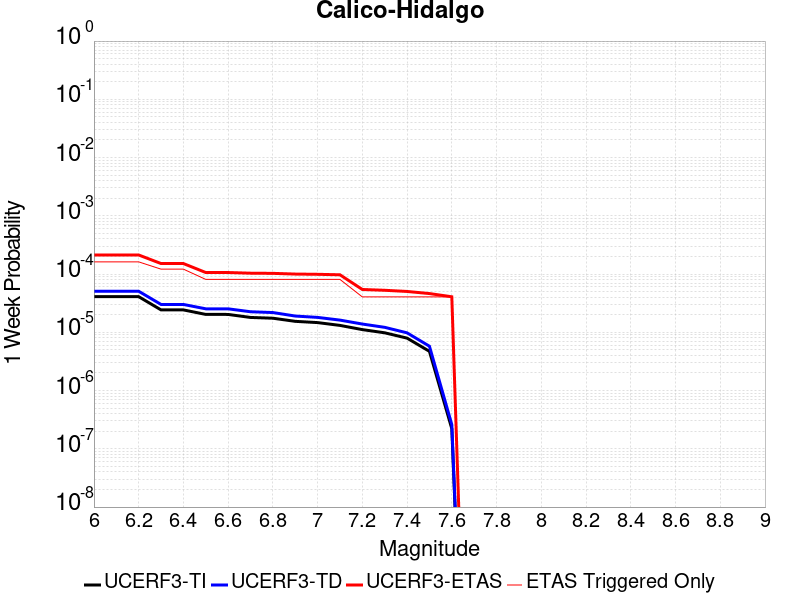 Calico-Hidalgo
10^0
10^-1
10^-2
10^-3
10^-4
10^-5
10^-6
10^-7
10^-8
1 Week Probability
6 6.2 6.4 6.6 6.8 7 7.2 7.4 7.6 7.8 8 8.2 8.4 8.6 8.8 9
Magnitude
UCERF3-TI UCERF3-TD UCERF3-ETAS ETAS Triggered Only